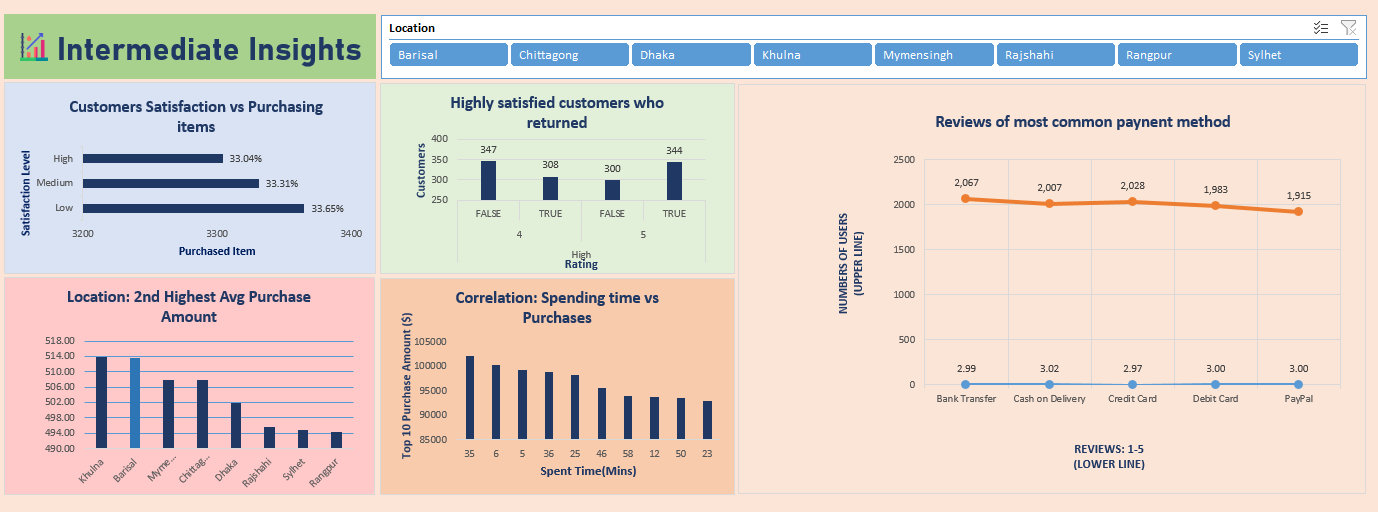 Intermediate Insights
Location
Barisal
Chittagong
Dhaka
Khulna
Mymensingh
Rajshahi
Rangpur
Sylhet
Customers Satisfaction vs Purchasing
items
Satisfaction Level
High
33.04%
Medium
33.31%
Low
33.65%
3200
3300
3400
Purchased Item
Highly satisfied customers who
returned
Customers
400
350
300
250
347
308
300
344
FALSE
TRUE
FALSE
TRUE
4
5
High
Rating
Reviews of most common paynent method
NUMBERS OF USERS
(UPPER LINE)
2500
2000
1500
1000
500
0
2,067
2,007
2,028
1,983
1,915
2.99
3.02
2.97
3.00
3.00
Bank Transfer
Cash on Delivery
Credit Card
Debit Card
PayPal
REVIEWS: 1-5
(LOWER LINE)
Location: 2nd Highest Avg Purchase
Amount
518.00
514.00
510.00
506.00
502.00
498.00
494.00
490.00
Khulna
Barisal
Myme...
Chittag...
Dhaka
Rajshahi
Sylhet
Rangpur
Correlation: Spending time vs
Purchases
Top 10 Purchase Amount ($)
105000
100000
95000
90000
85000
35
6
5
36
25
46
58
12
50
23
Spent Time(Mins)